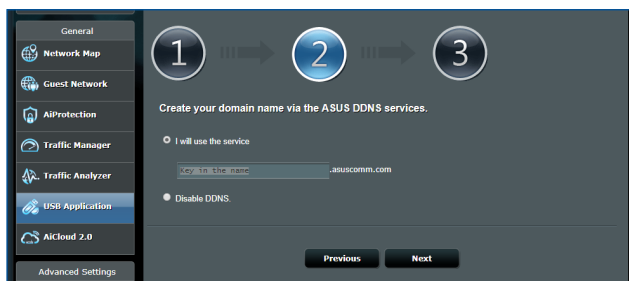 General
Network Map
Guest Network
AiProtection
Traffic Manager
Traffic Analyzer
USB Application
AiCloud 2.0
Advanced Settings
1 2 3
Create your domain name via the ASUS DDNS services.
I will use the service
Key in the name .asuscomm.com
Disable DDNS.
Previous Next